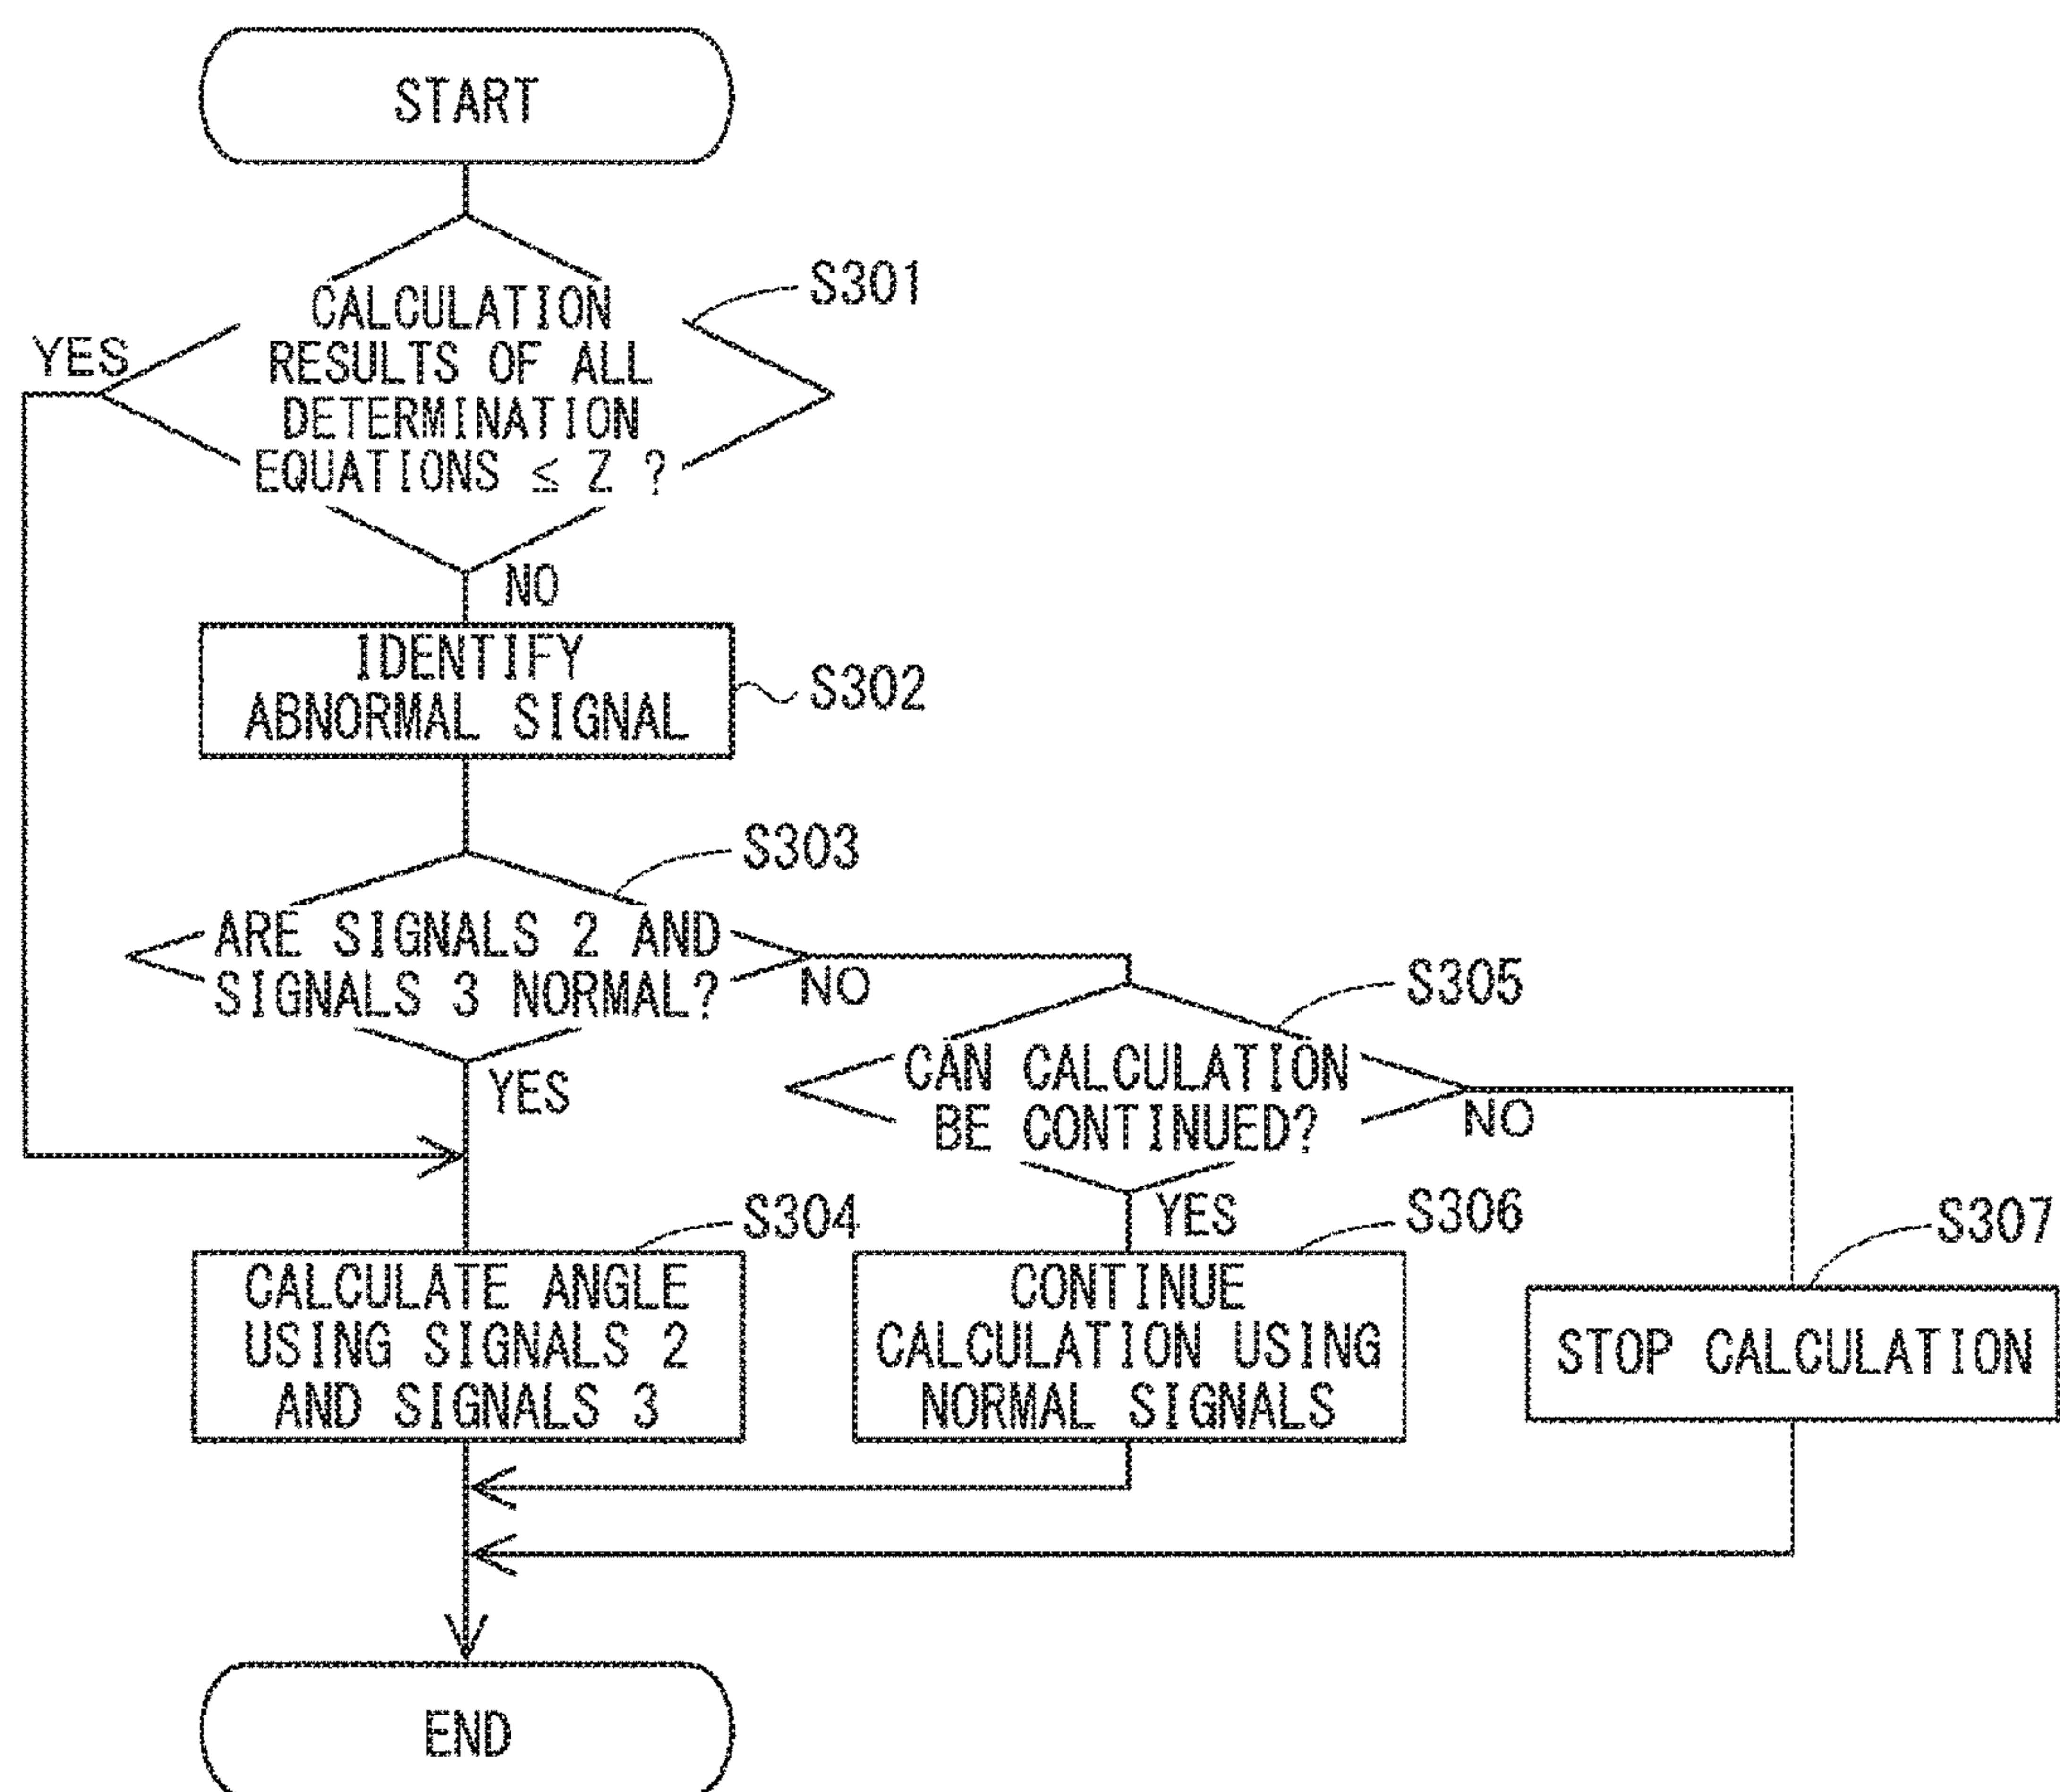 START
CALCULATION
RESULTS OF ALL
DETERMINATION
EQUATIONS ≤ Z ?
S301
YES
NO
IDENTIFY
ABNORMAL SIGNAL
S302
S303
ARE SIGNALS 2 AND
SIGNALS 3 NORMAL?
NO
YES
S305
CAN CALCULATION
BE CONTINUED?
NO
YES
S304
CALCULATE ANGLE
USING SIGNALS 2
AND SIGNALS 3
S306
CONTINUE
CALCULATION USING
NORMAL SIGNALS
S307
STOP CALCULATION
END